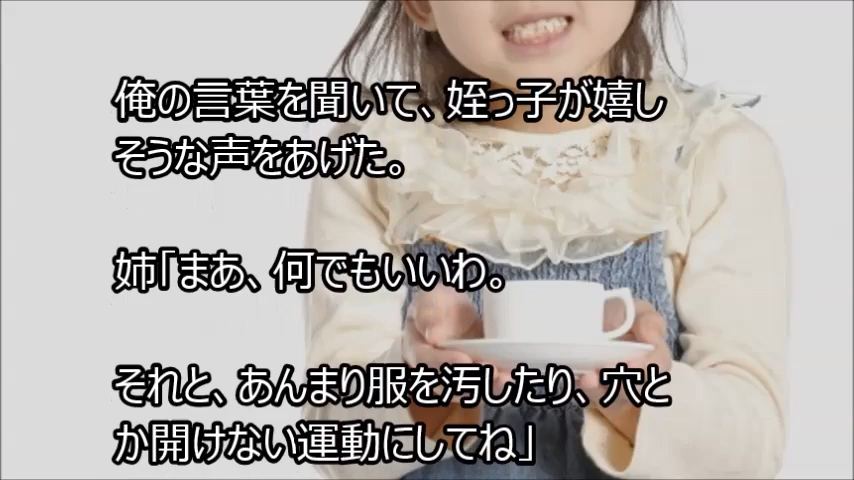 俺の言葉を聞いて、姪っ子が嬉し
そうな声をあげた。
姉「まあ、何でもいいわ。
それと、あんまり服を汚したり、穴と
か開けない運動にしてね」